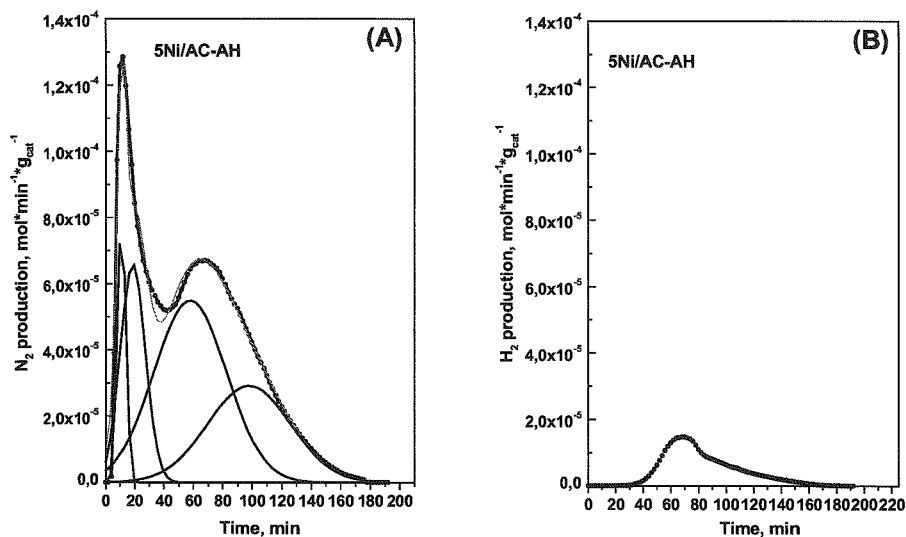 (A)
5Ni/AC-AH
N₂ production, mol*min⁻¹*g_cat⁻¹
1,4x10⁻⁴
1,2x10⁻⁴
1,0x10⁻⁴
8,0x10⁻⁵
6,0x10⁻⁵
4,0x10⁻⁵
2,0x10⁻⁵
0,0
0 20 40 60 80 100 120 140 160 180 200
Time, min
(B)
5Ni/AC-AH
H₂ production, mol*min⁻¹*g_cat⁻¹
1,4x10⁻⁴
1,2x10⁻⁴
1,0x10⁻⁴
8,0x10⁻⁵
6,0x10⁻⁵
4,0x10⁻⁵
2,0x10⁻⁵
0,0
0 20 40 60 80 100 120 140 160 180 200 220
Time, min